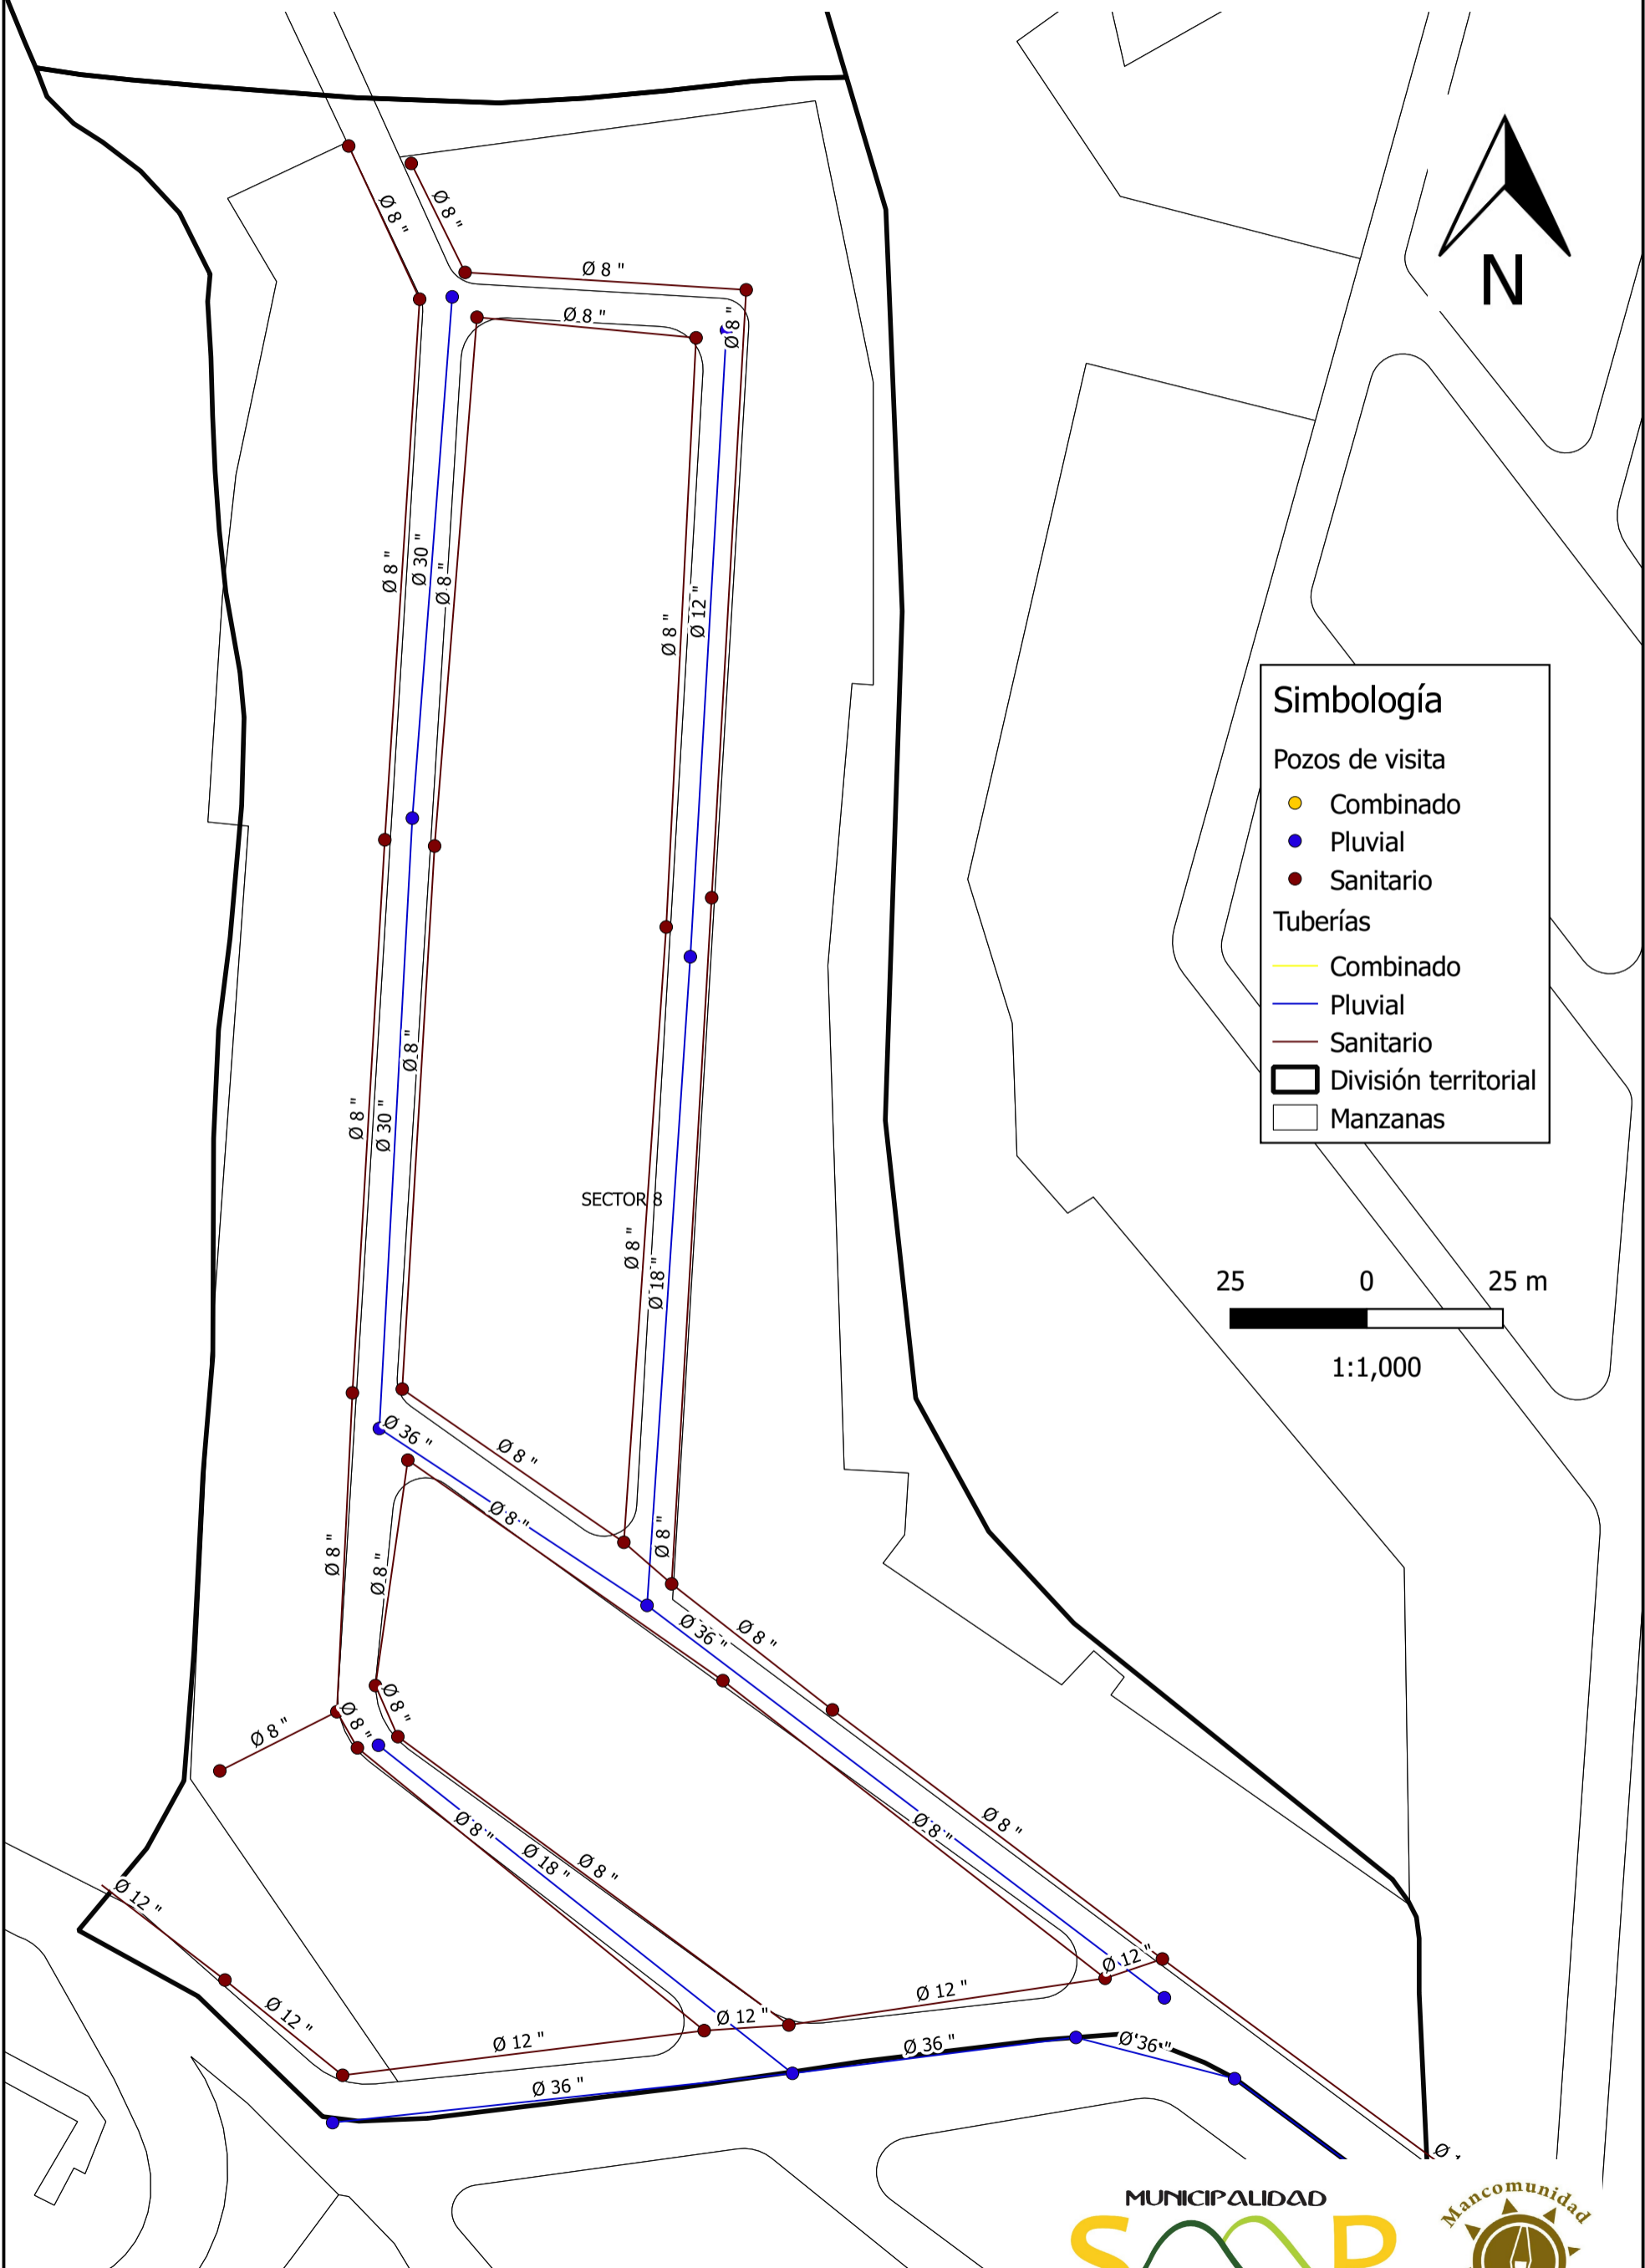 Ø 8 "
Ø 8 "
Ø 8 "
Ø 8 "
Ø 8 "
N
Ø 8 "
Ø 30 "
Ø 8 "
Ø 8 "
Ø 12 "
Simbología
Pozos de visita
Combinado
Pluvial
Sanitario
Tuberías
Combinado
Pluvial
Sanitario
División territorial
Manzanas
Ø 8 "
Ø 8 "
Ø 30 "
SECTOR 8
Ø 8 "
Ø 18 "
25 0 25 m
1:1,000
Ø 36 "
Ø 8 "
Ø 8 "
Ø 8 "
Ø 8 "
Ø 8 "
Ø 36 "
Ø 8 "
Ø 8 "
Ø 8 "
Ø 8 "
Ø 8 "
Ø 18 "
Ø 8 "
Ø 8 "
Ø 8 "
Ø 12 "
Ø 12 "
Ø 12 "
Ø 12 "
Ø 12 "
Ø 12 "
Ø 36 "
Ø 36 "
Ø 36 "
MUNICIPALIDAD
Mancomunidad